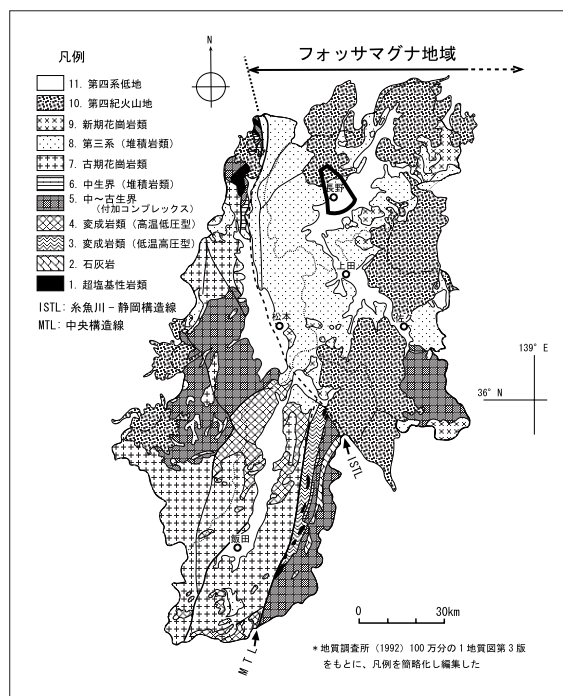 フォッサマグナ地域
N
凡例
11. 第四系低地
10. 第四紀火山地
9. 新期花崗岩類
8. 第三系（堆積岩類）
7. 古期花崗岩類
6. 中生界（堆積岩類）
5. 中～古生界
（付加コンプレックス）
4. 変成岩類（高温低圧型）
3. 変成岩類（低温高圧型）
2. 石灰岩
1. 超塩基性岩類
ISTL: 糸魚川－静岡構造線
MTL: 中央構造線
長野
上田
松本
139° E
36° N
ISTL
飯田
0 30km
MTL
*地質調査所（1992）100万分の1地質図第3版
をもとに、凡例を簡略化し編集した